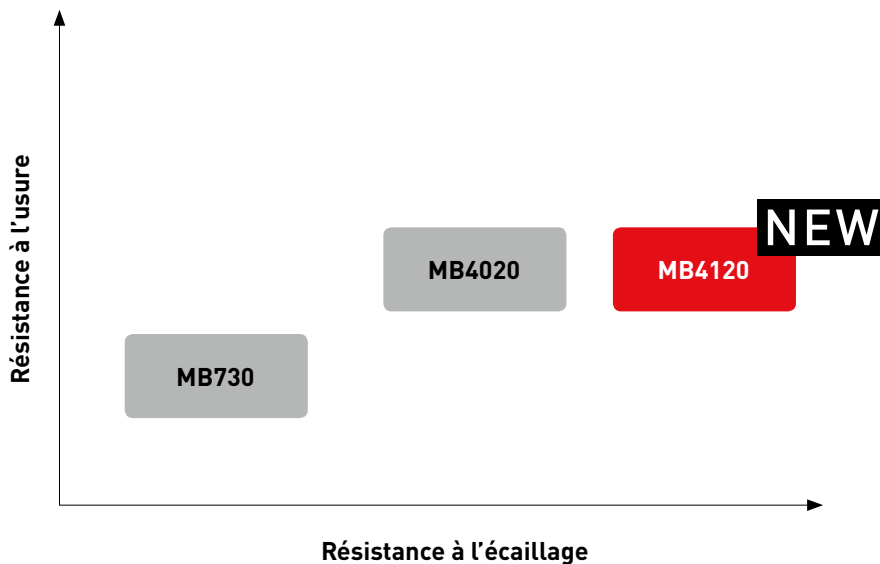 Résistance à l’usure
NEW
MB4020
MB4120
MB730
Résistance à l’écaillage